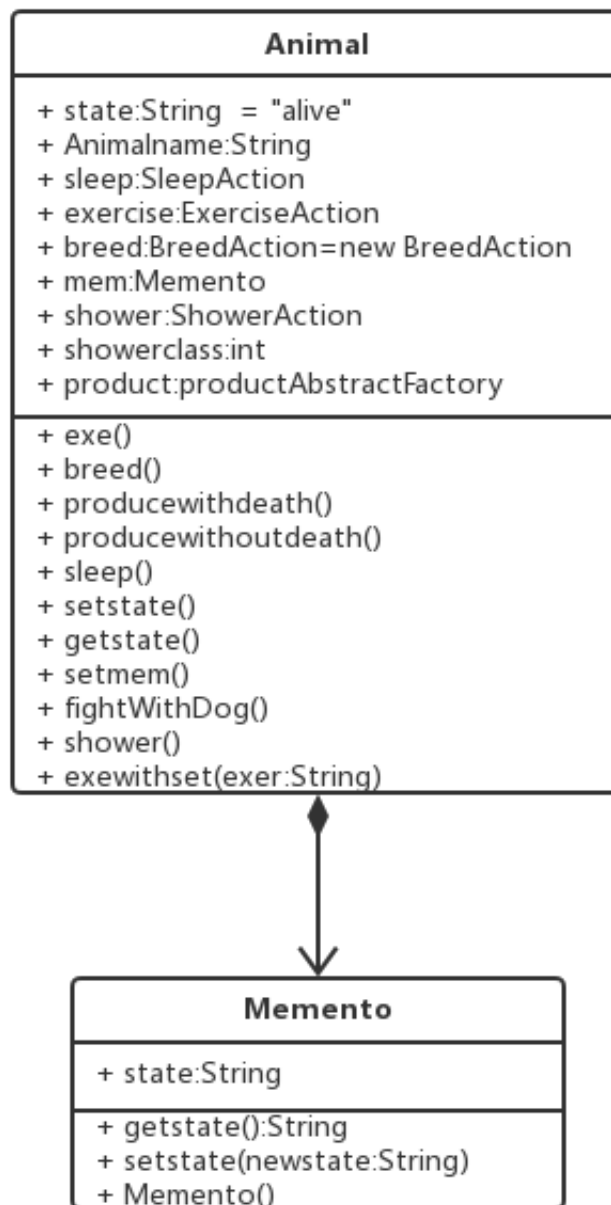 Animal
+ state:String = "alive"
+ Animalname:String
+ sleep:SleepAction
+ exercise:ExerciseAction
+ breed:BreedAction=new BreedAction
+ mem:Memento
+ shower:ShowerAction
+ showerclass:int
+ product:productAbstractFactory
+ exe()
+ breed()
+ producewithdeath()
+ producewithoutdeath()
+ sleep()
+ setstate()
+ getstate()
+ setmem()
+ fightWithDog()
+ shower()
+ exewithset(exer:String)
Memento
+ state:String
+ getstate():String
+ setstate(newstate:String)
+ Memento()